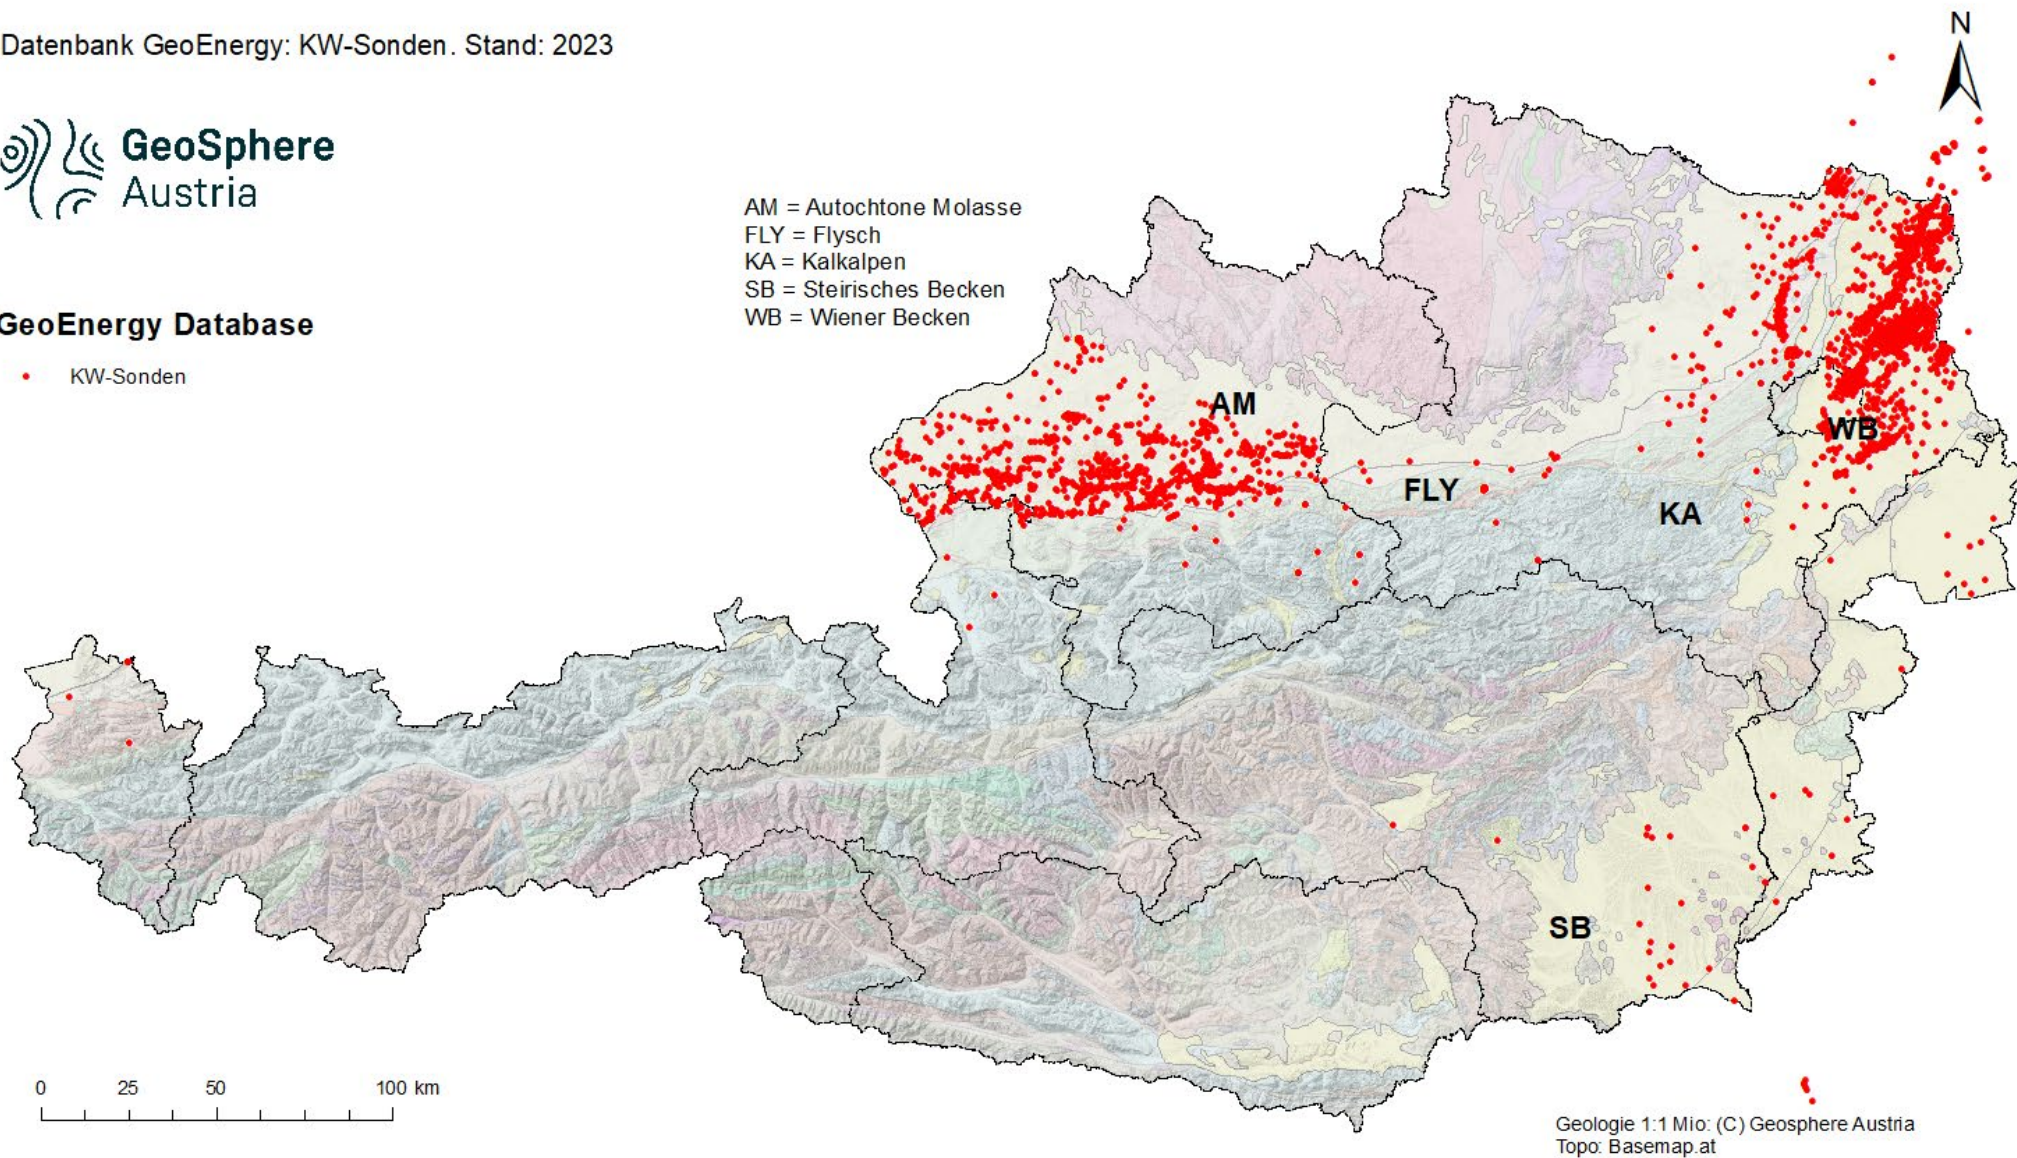 Datenbank GeoEnergy: KW-Sonden. Stand: 2023
N
GeoSphere
Austria
AM = Autochtone Molasse
FLY = Flysch
KA = Kalkalpen
SB = Steirisches Becken
WB = Wiener Becken
GeoEnergy Database
KW-Sonden
AM
WB
FLY
KA
SB
0 25 50 100 km
Geologie 1:1 Mio: (C) Geosphere Austria
Topo: Basemap.at